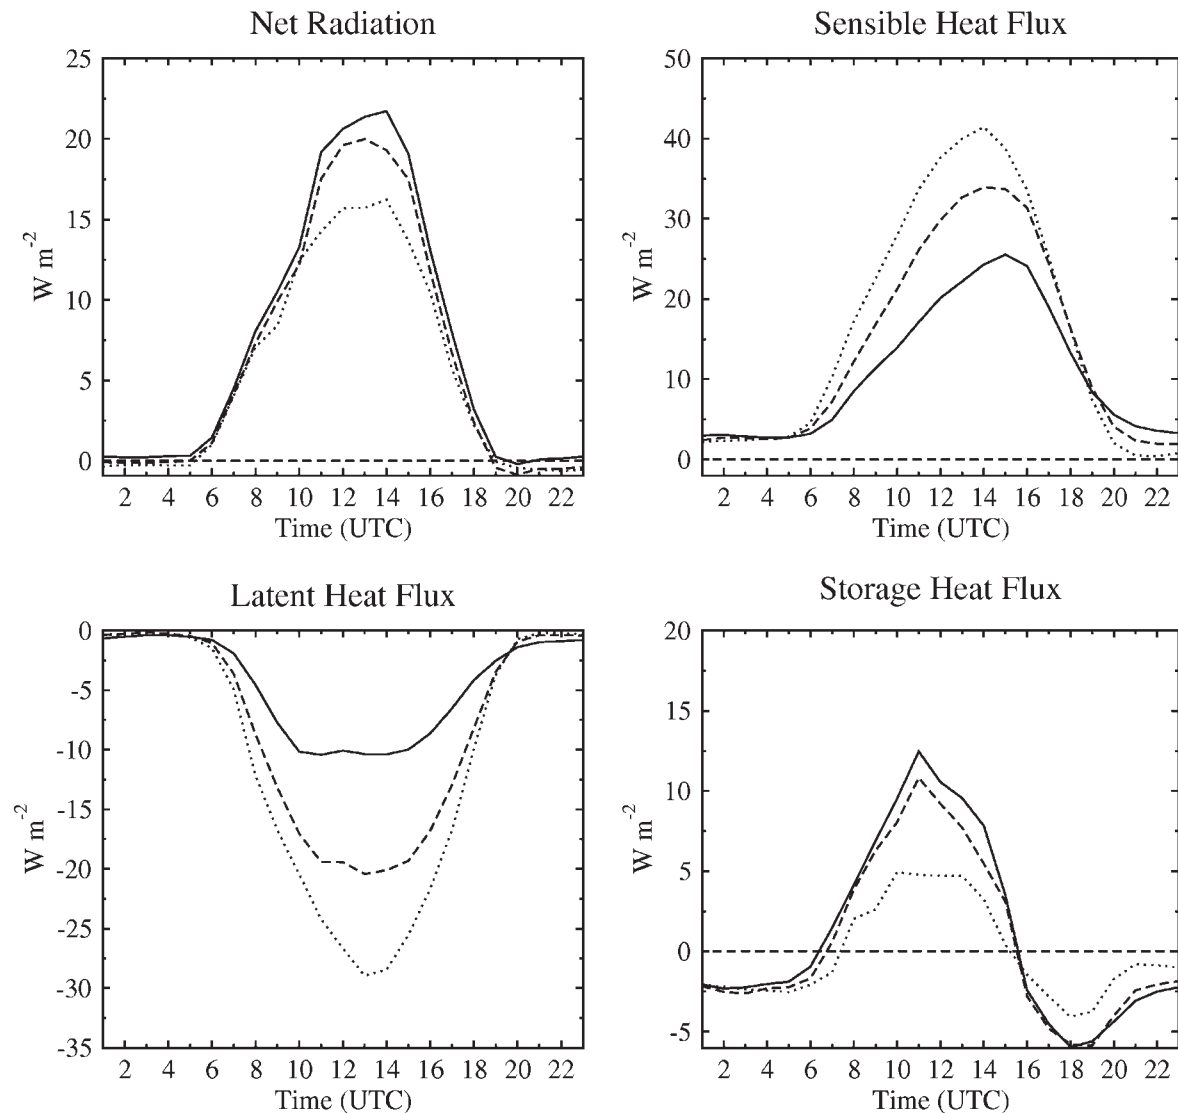 Net Radiation
25
20
15
10
5
0
W m-2
2 4 6 8 10 12 14 16 18 20 22
Time (UTC)
Sensible Heat Flux
50
40
30
20
10
0
W m-2
2 4 6 8 10 12 14 16 18 20 22
Time (UTC)
Latent Heat Flux
0
-5
-10
-15
-20
-25
-30
-35
W m-2
2 4 6 8 10 12 14 16 18 20 22
Time (UTC)
Storage Heat Flux
20
15
10
5
0
-5
W m-2
2 4 6 8 10 12 14 16 18 20 22
Time (UTC)